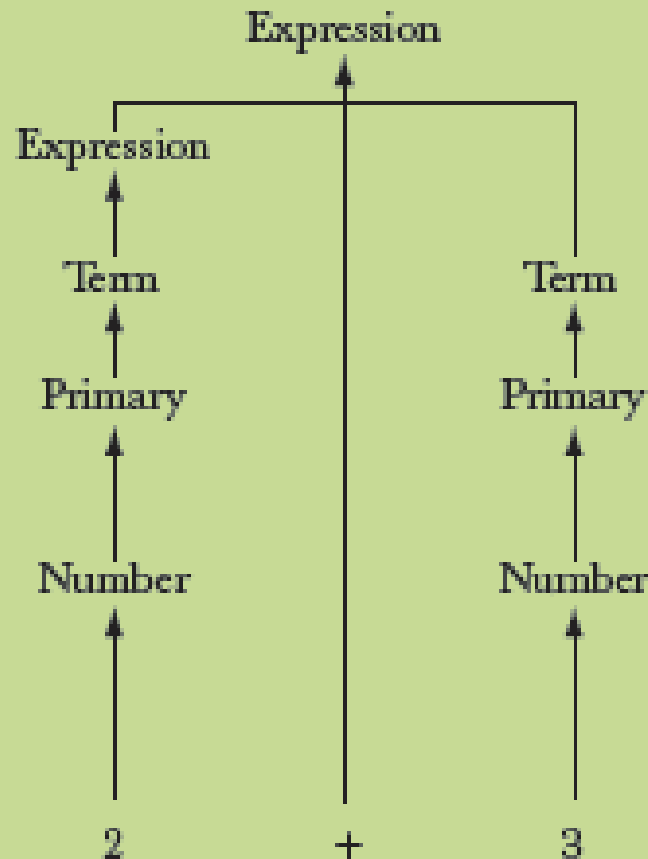 Expression
Expression
Term Term
Primary Primary
Number Number
2 + 3